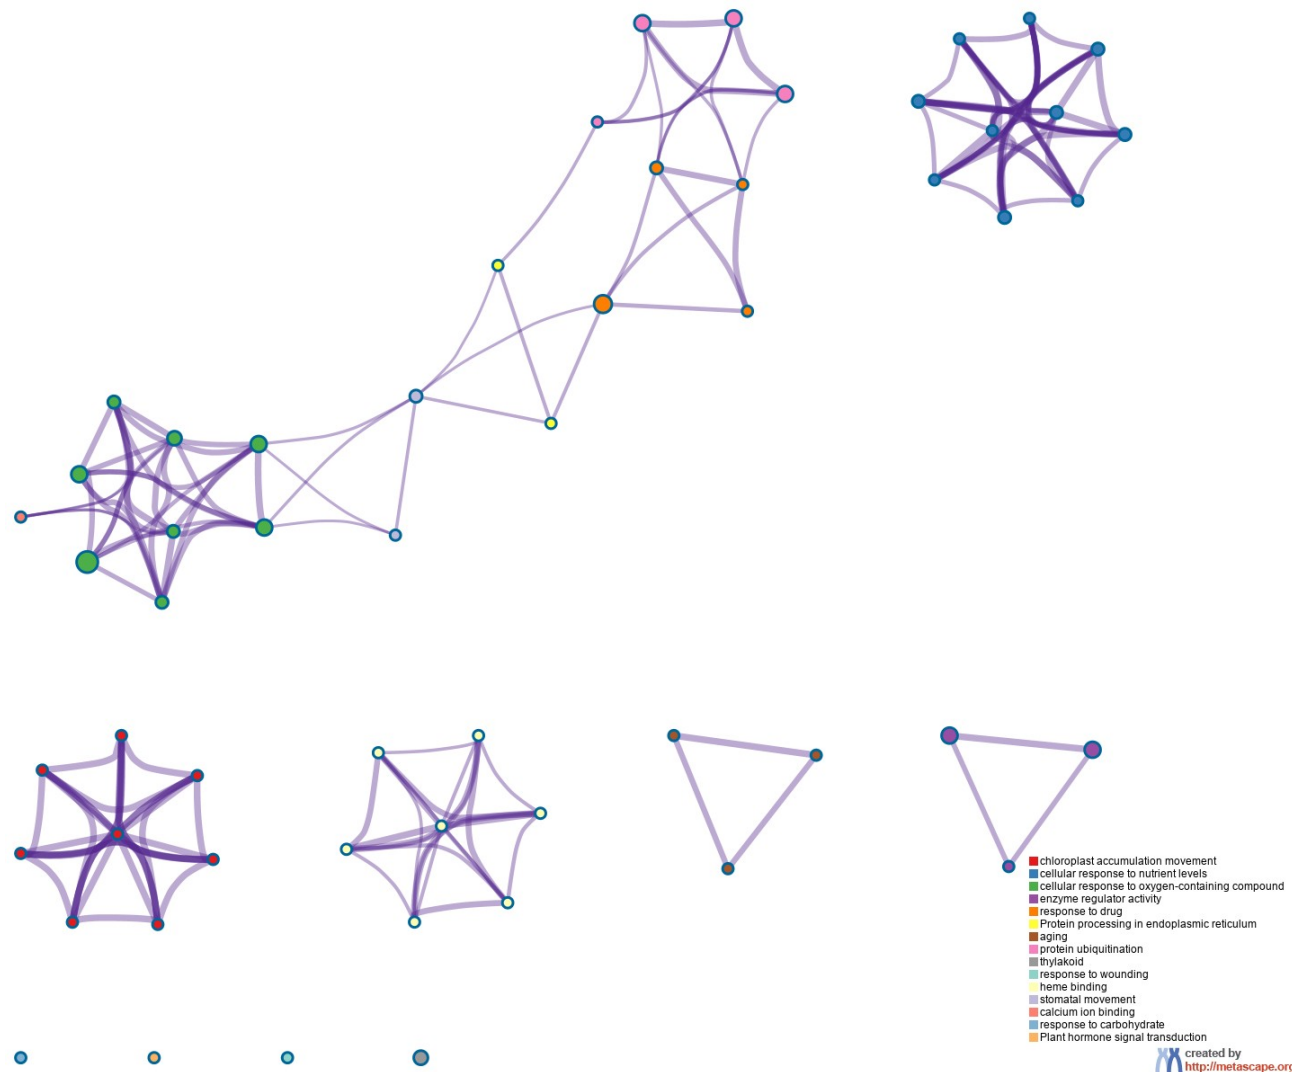 chloroplast accumulation movement
cellular response to nutrient levels
cellular response to oxygen-containing compound
enzyme regulator activity
response to drug
Protein processing in endoplasmic reticulum
aging
protein ubiquitination
thylakoid
response to wounding
heme binding
stomatal movement
calcium ion binding
response to carbohydrate
Plant hormone signal transduction
created by
http://metascape.org